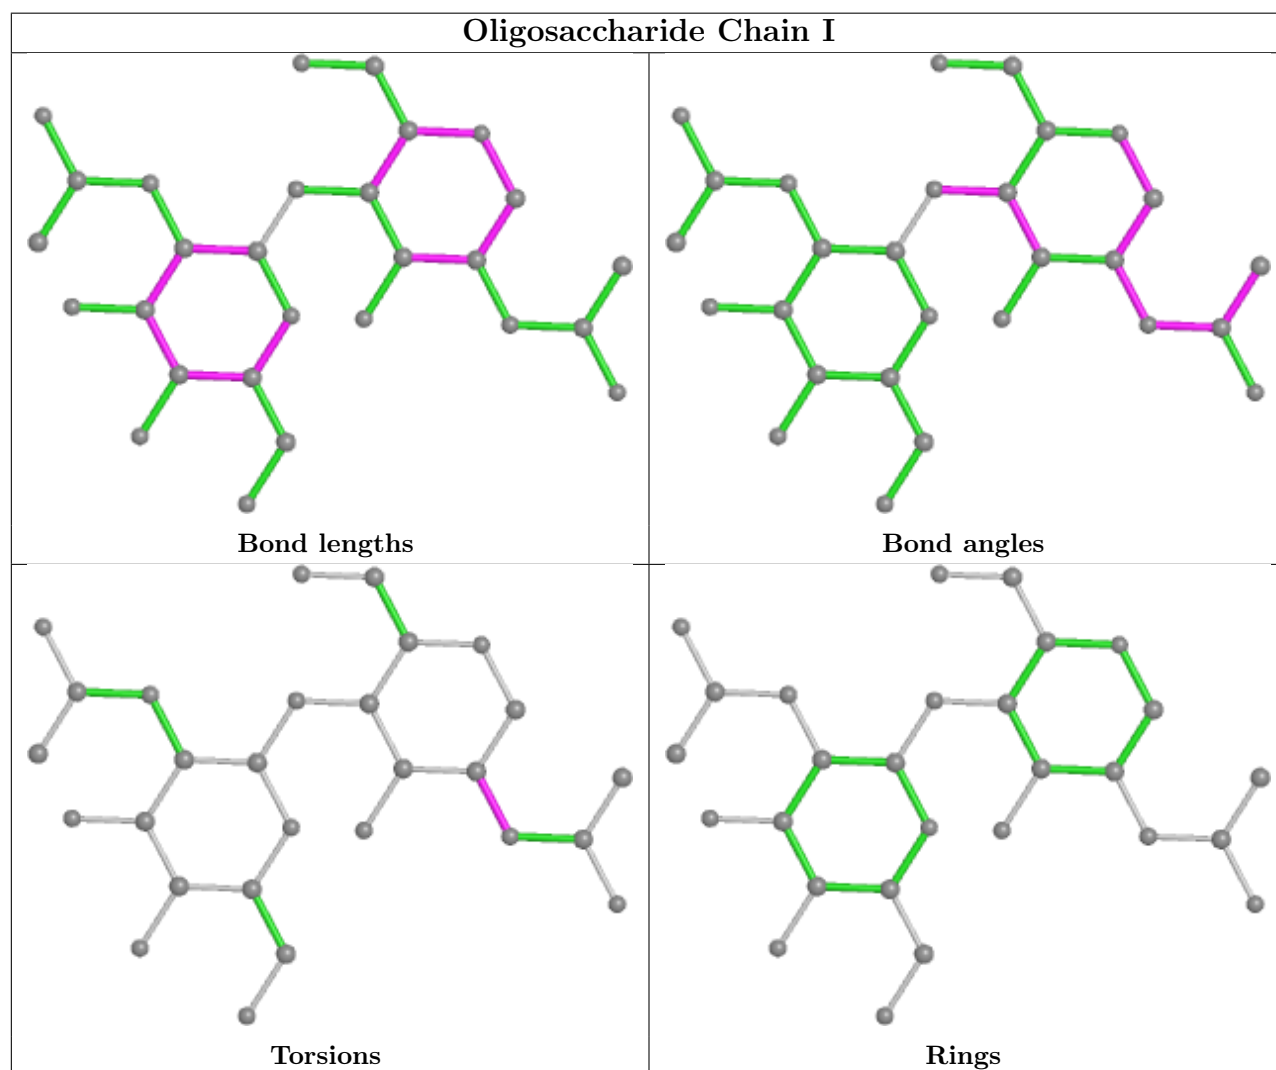 Oligosaccharide Chain I
Bond lengths
Bond angles
Torsions
Rings